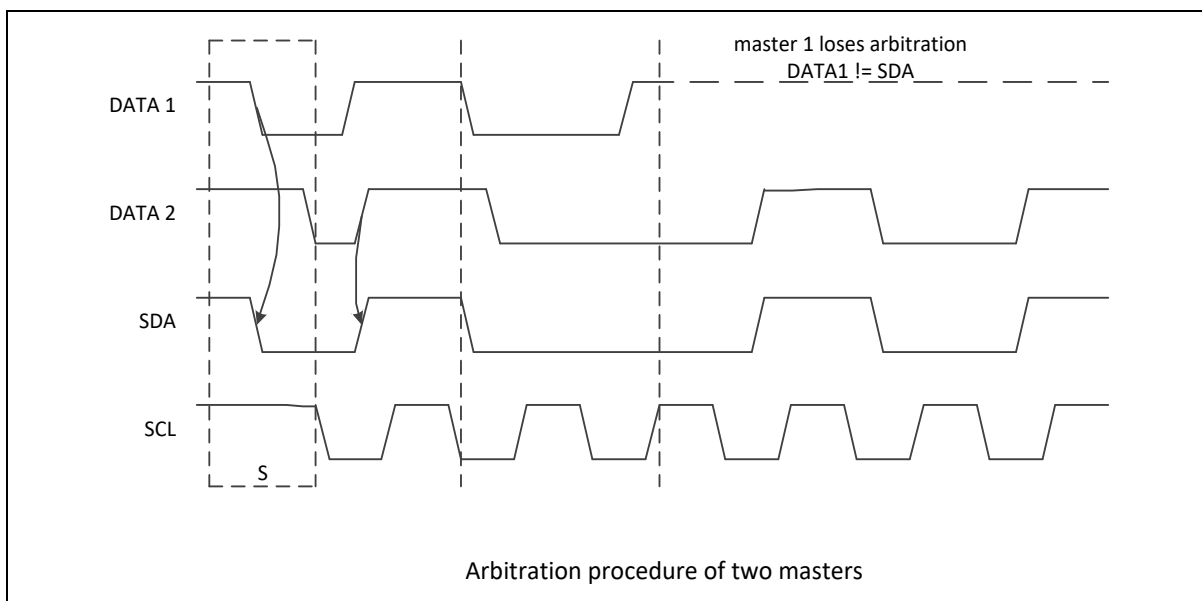 master 1 loses arbitration
DATA1 != SDA
DATA 1
DATA 2
SDA
SCL
S
Arbitration procedure of two masters